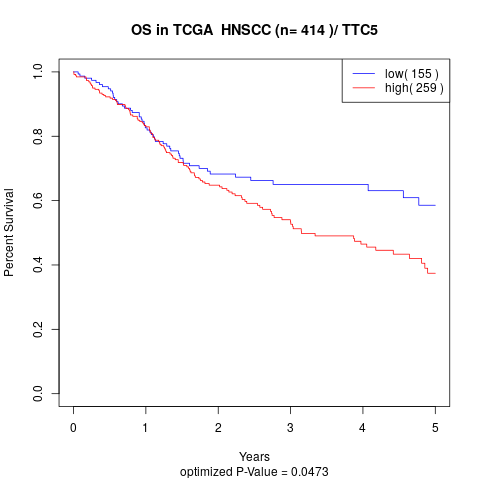 OS in TCGA HNSCC (n= 414 )/ TTC5
low( 155 )
high( 259 )
Percent Survival
1.0
0.8
0.6
0.4
0.2
0.0
0 1 2 3 4 5
Years
optimized P-Value = 0.0473